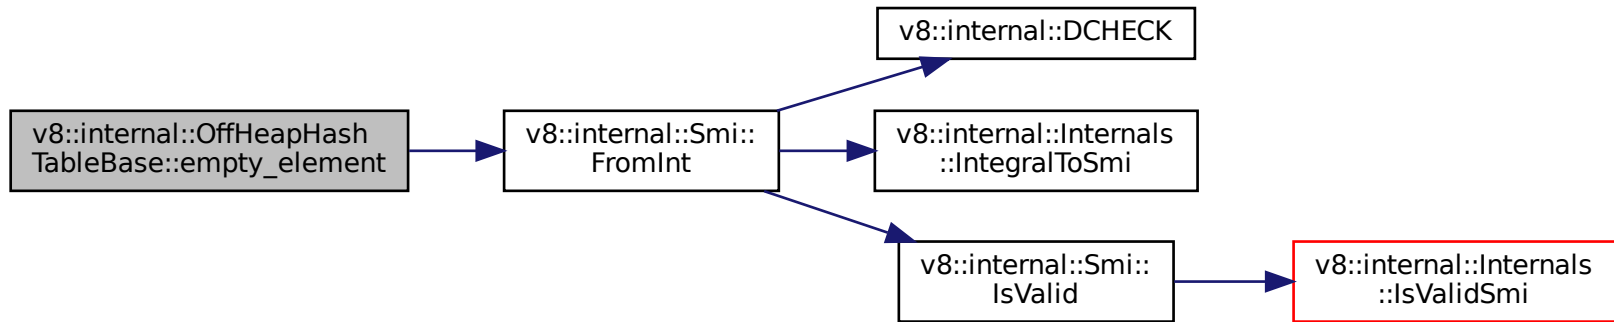 v8::internal::OffHeapHash
TableBase::empty_element
v8::internal::Smi::
FromInt
v8::internal::DCHECK
v8::internal::Internals
::IntegralToSmi
v8::internal::Smi::
IsValid
v8::internal::Internals
::IsValidSmi